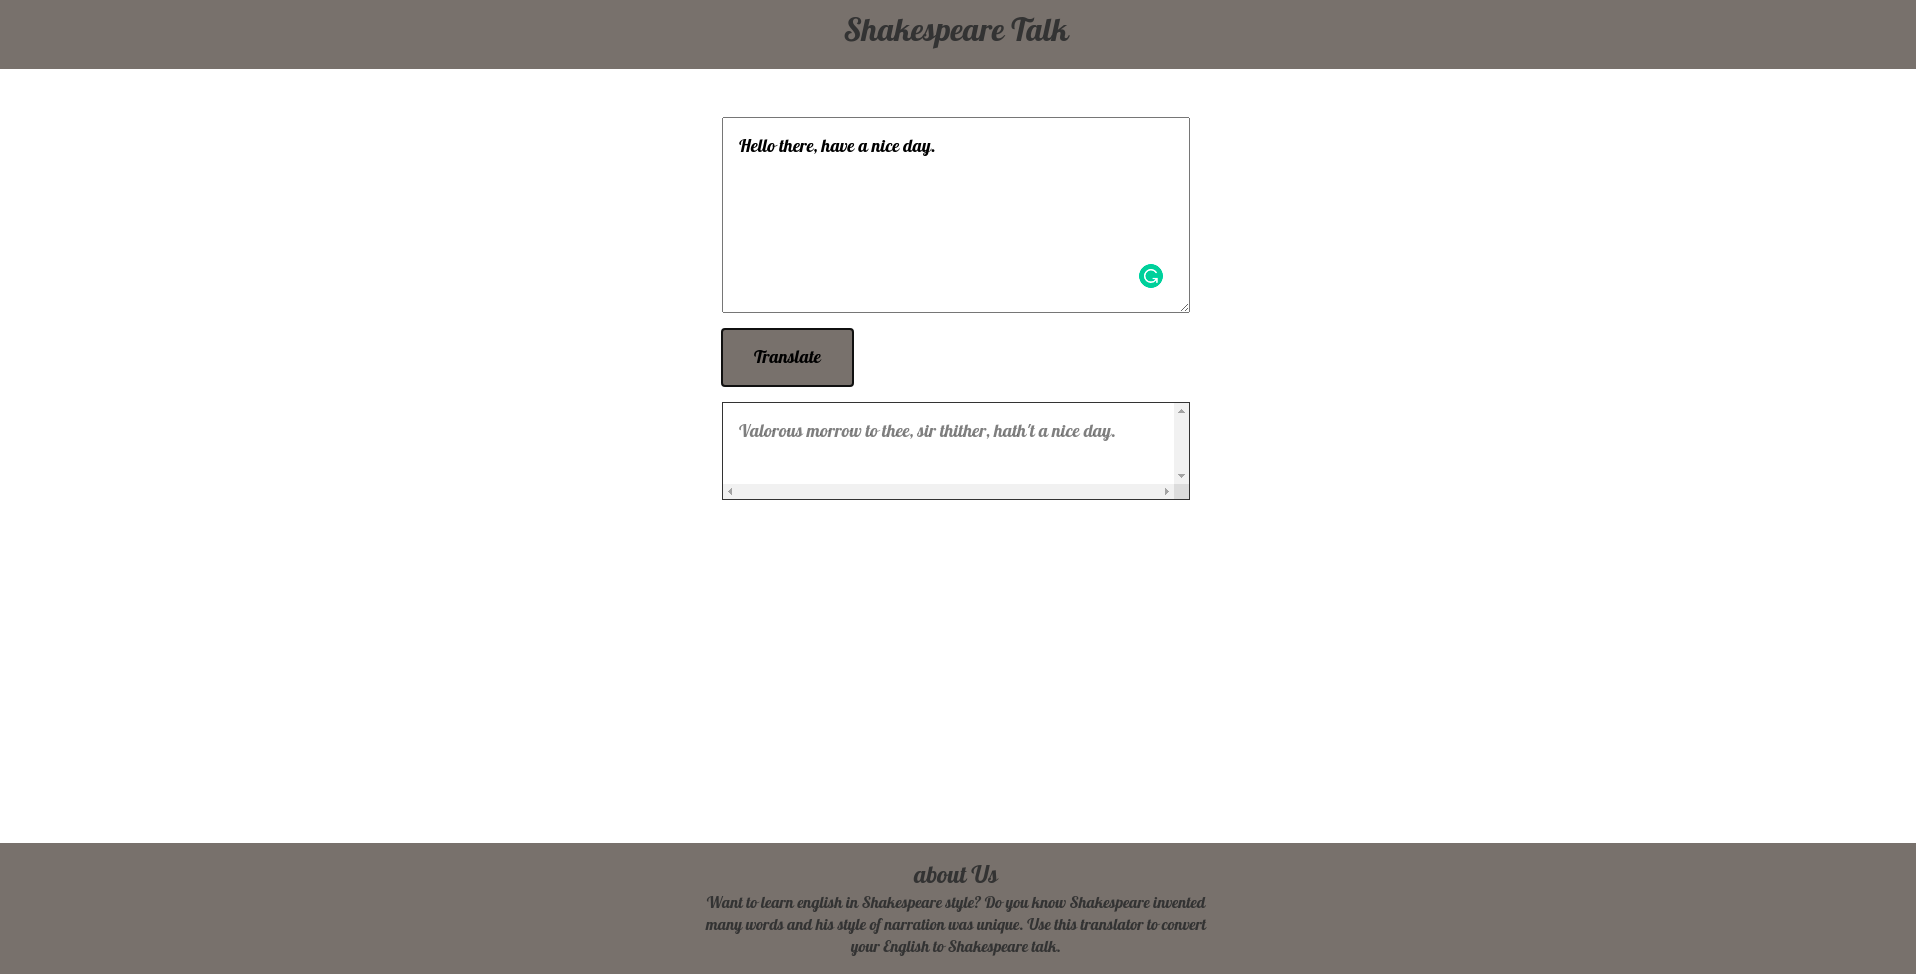 Shakespeare Talk
Hello there, have a nice day.
Translate
Valorous morrow to thee, sir thither, hath't a nice day.
about Us
Want to learn english in Shakespeare style? Do you know Shakespeare invented
many words and his style of narration was unique. Use this translator to convert
your English to Shakespeare talk.